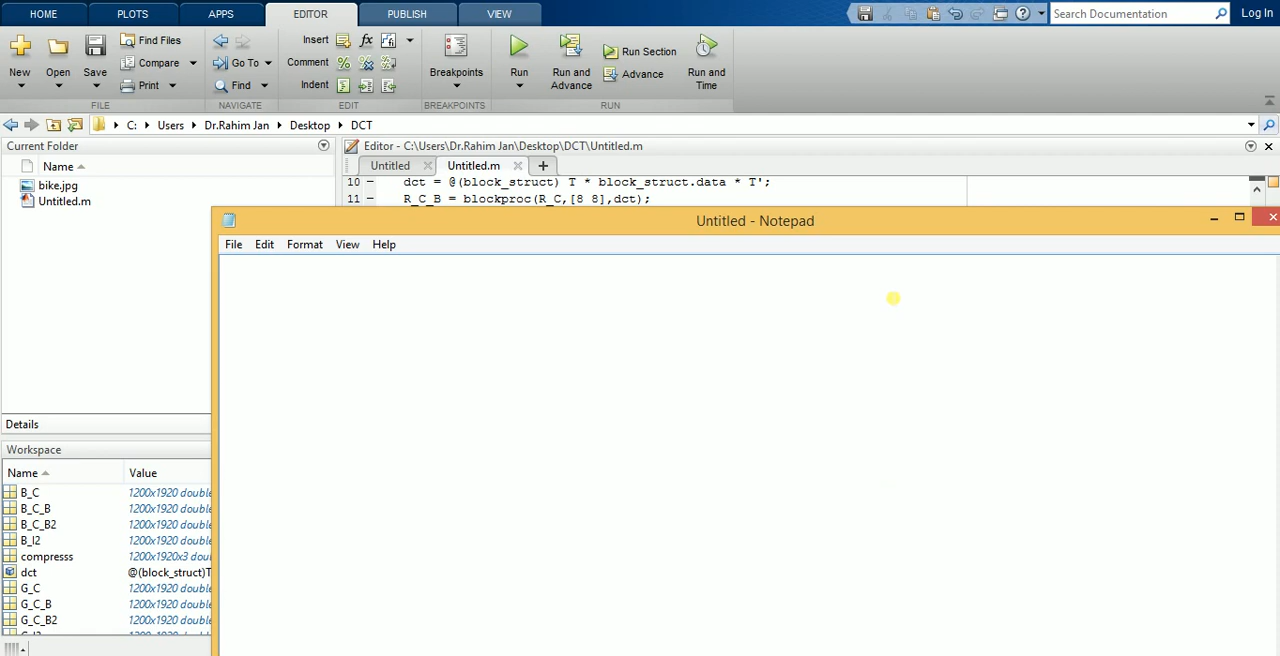 HOME PLOTS APPS EDITOR PUBLISH VIEW Search Documentation Log In
New Open Save Find Files Compare Print Go To Find Insert Comment Indent fx Breakpoints Run Run and Advance Run Section Advance Run and Time
FILE NAVIGATE EDIT BREAKPOINTS RUN
C: Users Dr.Rahim Jan Desktop DCT
Current Folder
Editor - C:\Users\Dr.Rahim Jan\Desktop\DCT\Untitled.m
Name
Untitled Untitled.m
10 — dct = @(block_struct) T * block_struct.data * T';
11 — R_C_B = blockproc(R_C,[8 8],dct);
bike.jpg
Untitled.m
Untitled - Notepad
File Edit Format View Help
Details
Workspace
Name Value
B_C 1200x1920 double
B_C_B 1200x1920 double
B_C_B2 1200x1920 double
B_I2 1200x1920 double
compresss 1200x1920x3 dou
dct @(block_struct)T
G_C 1200x1920 double
G_C_B 1200x1920 double
G_C_B2 1200x1920 double